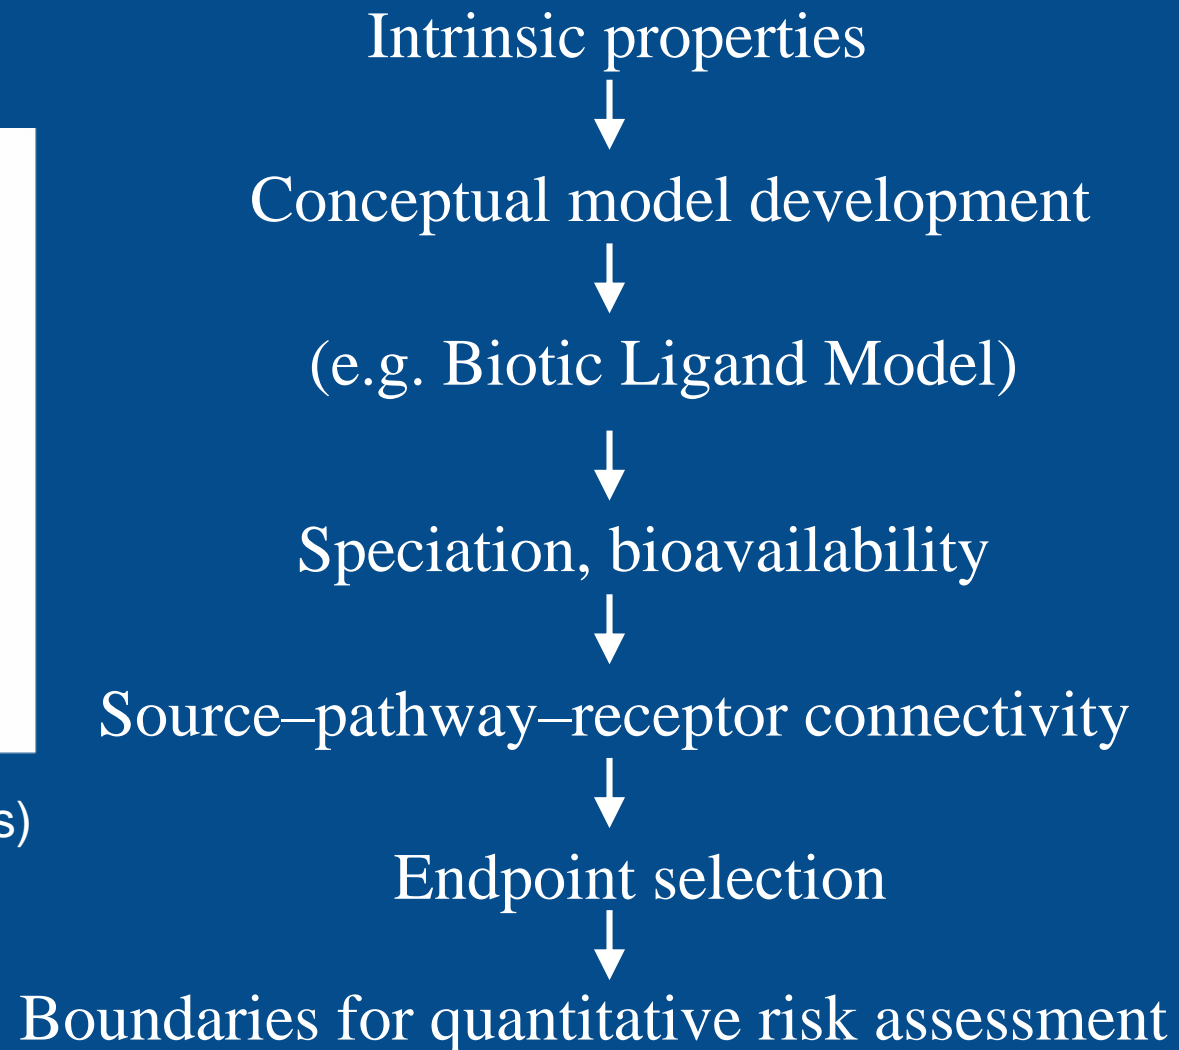 Intrinsic properties
Conceptual model development
(e.g. Biotic Ligand Model)
Speciation, bioavailability
Source–pathway–receptor connectivity
s)
Endpoint selection
Boundaries for quantitative risk assessment